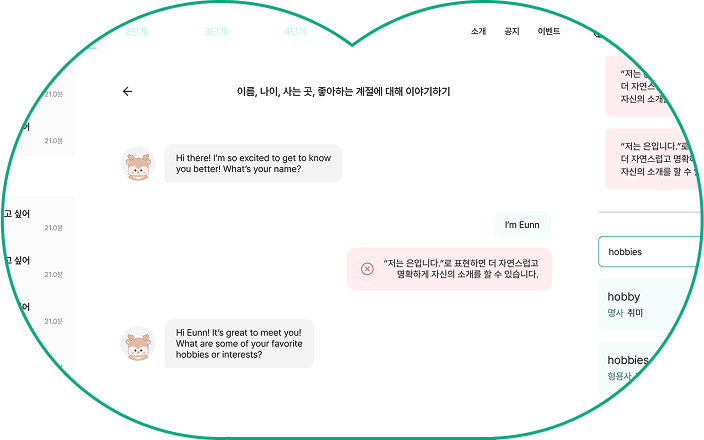 2단계
3단계
4단계
소개
공지
이벤트
21.0분
어
21.0분
고 싶어
21.0분
고 싶어
21.0분
어
21.0분
이름, 나이, 사는 곳, 좋아하는 계절에 대해 이야기하기
Hi there! I'm so excited to get to know
you better! What's your name?
I'm Eunn
“저는 은입니다.”로 표현하면 더 자연스럽고
명확하게 자신의 소개를 할 수 있습니다.
Hi Eunn! It's great to meet you!
What are some of your favorite
hobbies or interests?
“저는 은
더 자연스럽
자신의 소개를
“저는 은입니다.”로
더 자연스럽고 명확
자신의 소개를 할 수
hobbies
hobby
명사 취미
hobbies
형용사